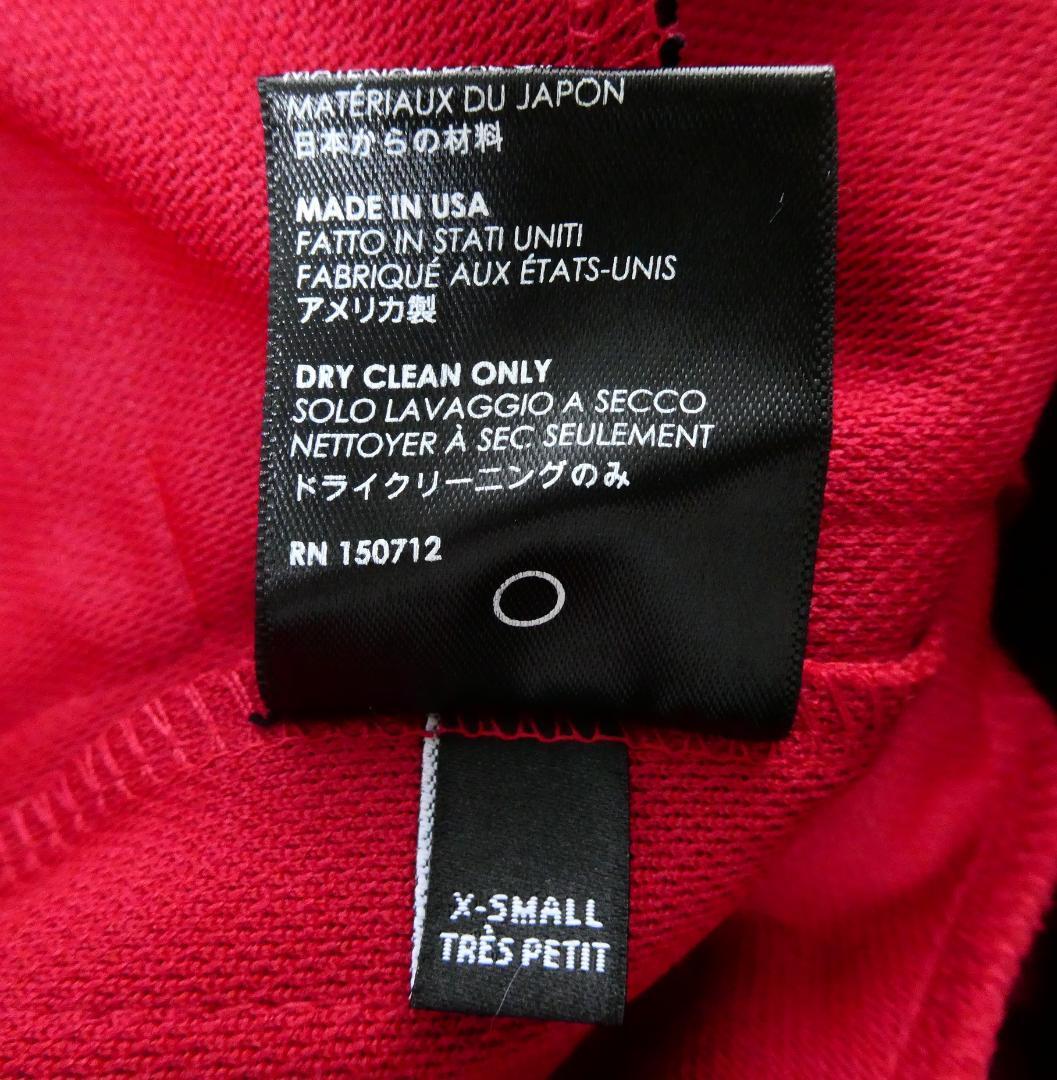 MATÉRIAUX DU JAPON
日本からの材料
MADE IN USA
FATTO IN STATI UNITI
FABRIQUÉ AUX ÉTATS-UNIS
アメリカ製
DRY CLEAN ONLY
SOLO LAVAGGIO A SECCO
NETTOYER À SEC SEULEMENT
ドライクリーニングのみ
RN 150712
X-SMALL
TRÈS PETIT